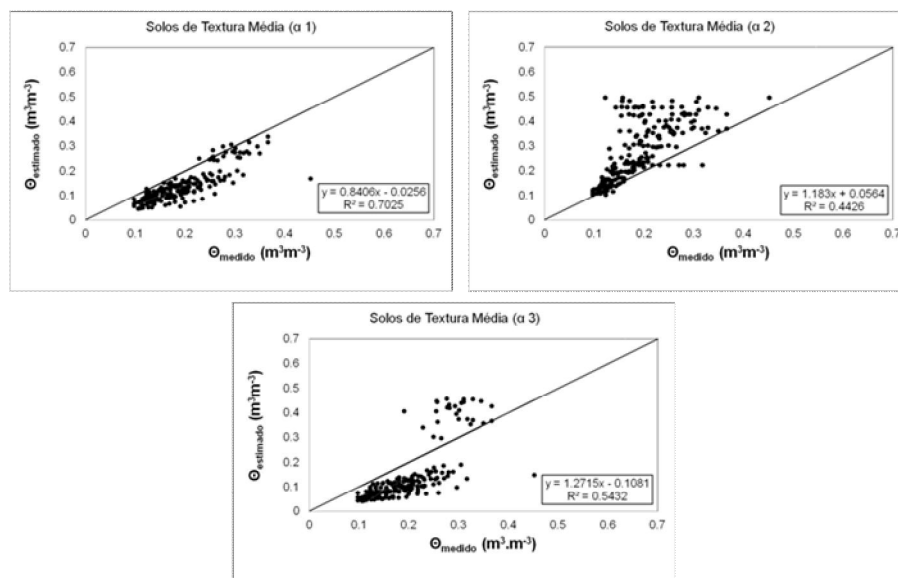 Solos de Textura Média (α 1)
0.7
0.6
0.5
0.4
0.3
0.2
0.1
0
Θestimado (m³m⁻³)
y = 0.8406x - 0.0256
R² = 0.7025
0 0.1 0.2 0.3 0.4 0.5 0.6 0.7
Θmedido (m³m⁻³)
Solos de Textura Média (α 2)
0.7
0.6
0.5
0.4
0.3
0.2
0.1
0
Θestimado (m³m⁻³)
y = 1.183x + 0.0564
R² = 0.4426
0 0.1 0.2 0.3 0.4 0.5 0.6 0.7
Θmedido (m³m⁻³)
Solos de Textura Média (α 3)
0.7
0.6
0.5
0.4
0.3
0.2
0.1
0
Θestimado (m³m⁻³)
y = 1.2715x - 0.1081
R² = 0.5432
0 0.1 0.2 0.3 0.4 0.5 0.6 0.7
Θmedido (m³.m⁻³)